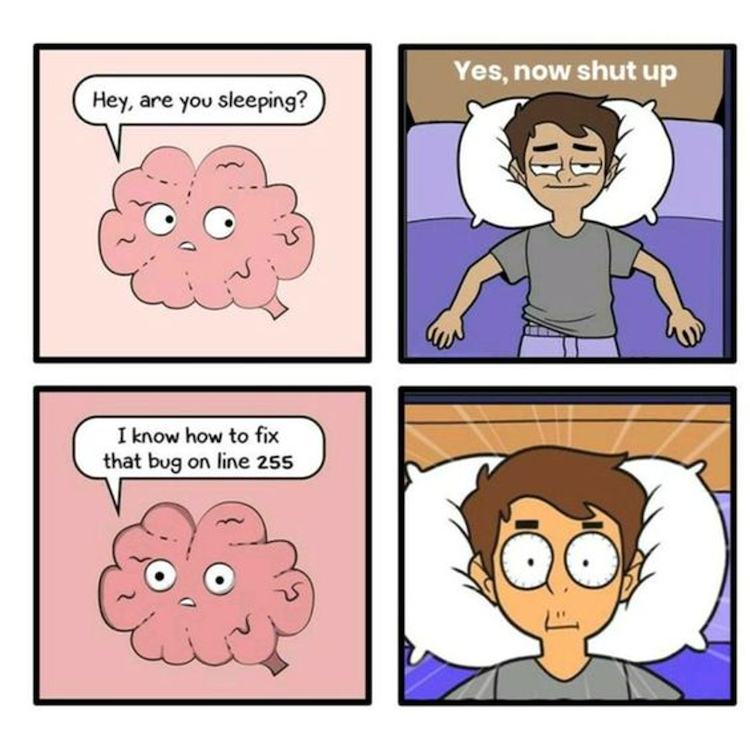 Hey, are you sleeping?
Yes, now shut up
I know how to fix
that bug on line 255